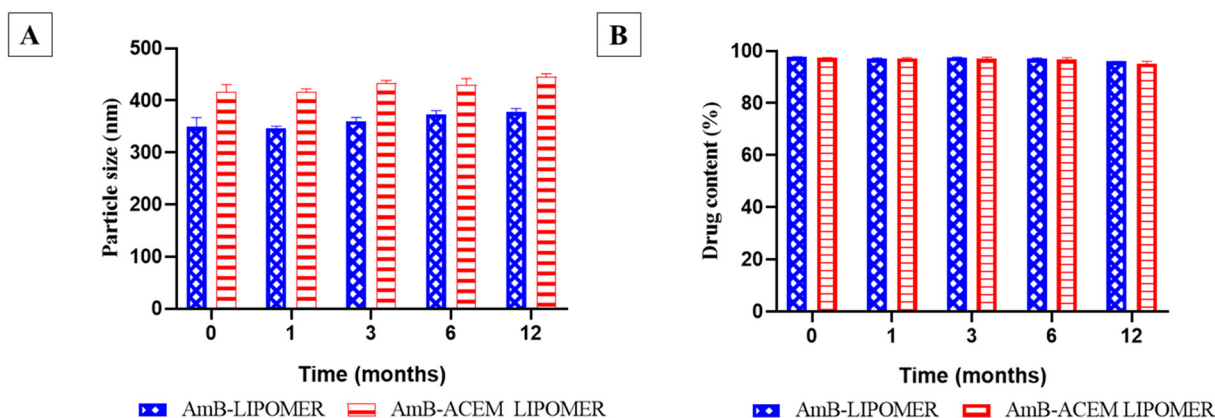 A
Particle size (nm)
500
400
300
200
100
0
0 1 3 6 12
Time (months)
AmB-LIPOMER AmB-ACEM LIPOMER
B
Drug content (%)
100
80
60
40
20
0
0 1 3 6 12
Time (months)
AmB-LIPOMER AmB-ACEM LIPOMER